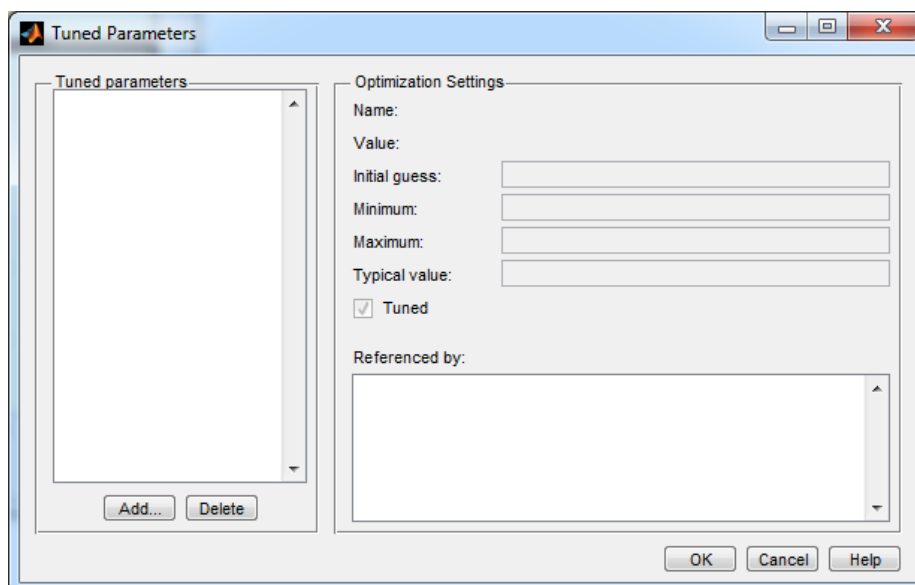 Tuned Parameters
Tuned parameters
Add...
Delete
Optimization Settings
Name:
Value:
Initial guess:
Minimum:
Maximum:
Typical value:
Tuned
Referenced by:
OK
Cancel
Help